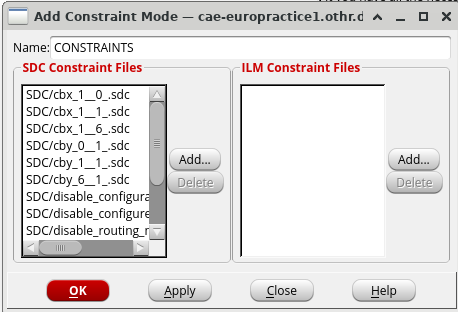 Add Constraint Mode — cae-europractice1.othr.d
Name: CONSTRAINTS
SDC Constraint Files
SDC/cbx_1__0_.sdc
SDC/cbx_1__1_.sdc
SDC/cbx_1__6_.sdc
SDC/cby_0__1_.sdc
SDC/cby_1__1_.sdc
SDC/cby_6__1_.sdc
SDC/disable_configura
SDC/disable_configure
SDC/disable_routing_r
Add...
Delete
ILM Constraint Files
Add...
Delete
OK Apply Close Help